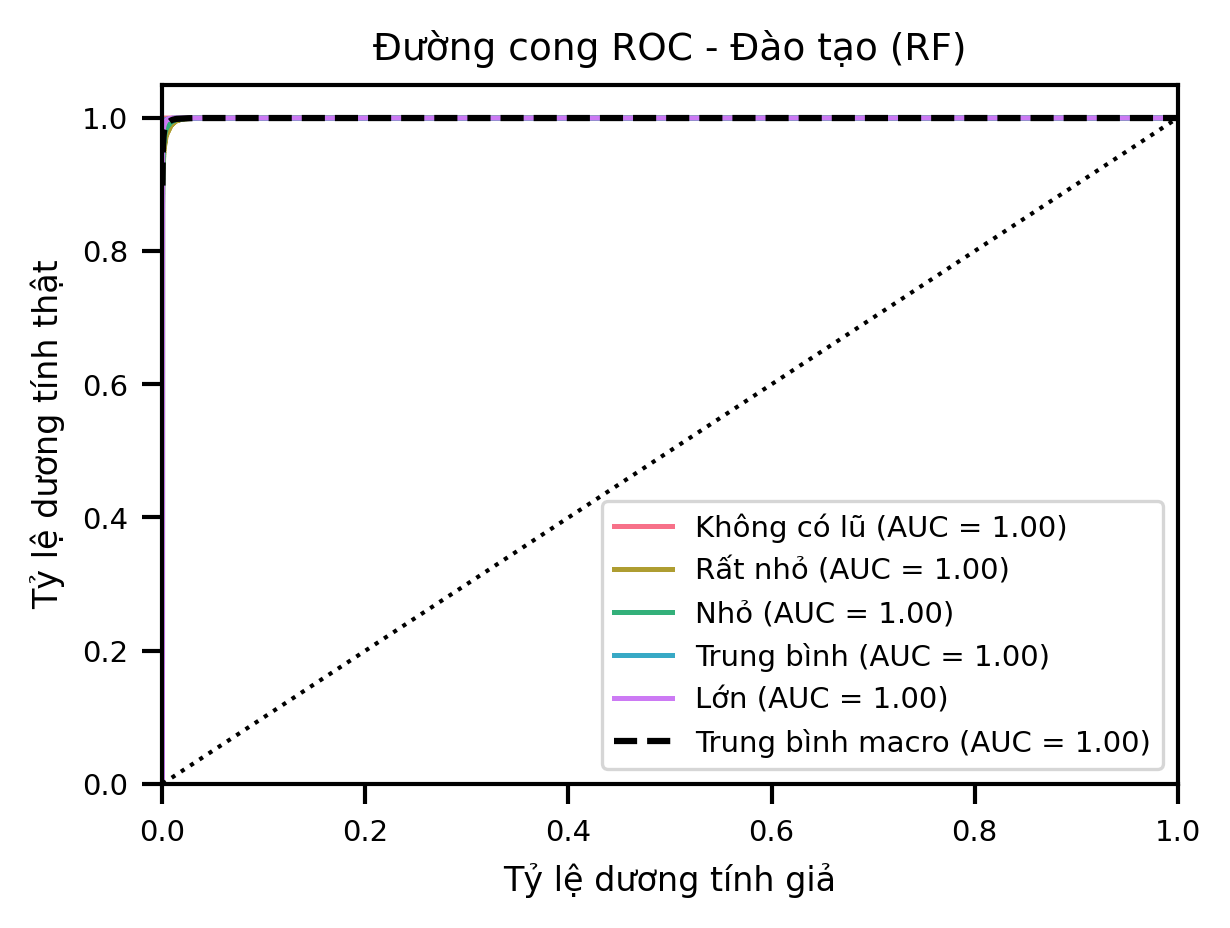 Đường cong ROC - Đào tạo (RF)
Tỷ lệ dương tính thật
1.0
0.8
0.6
0.4
0.2
0.0
Không có lũ (AUC = 1.00)
Rất nhỏ (AUC = 1.00)
Nhỏ (AUC = 1.00)
Trung bình (AUC = 1.00)
Lớn (AUC = 1.00)
Trung bình macro (AUC = 1.00)
0.0 0.2 0.4 0.6 0.8 1.0
Tỷ lệ dương tính giả